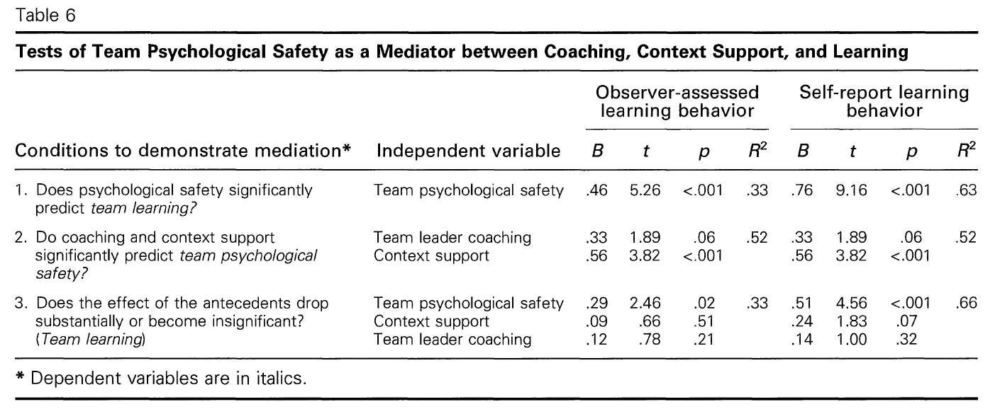 Table 6
Tests of Team Psychological Safety as a Mediator between Coaching, Context Support, and Learning
Observer-assessed learning behavior Self-report learning behavior
Conditions to demonstrate mediation* Independent variable B t p R² B t p R²
1. Does psychological safety significantly Team psychological safety .46 5.26 <.001 .33 .76 9.16 <.001 .63
predict team learning?
2. Do coaching and context support Team leader coaching .33 1.89 .06 .52 .33 1.89 .06 .52
significantly predict team psychological Context support .56 3.82 <.001 .56 3.82 <.001
safety?
3. Does the effect of the antecedents drop Team psychological safety .29 2.46 .02 .33 .51 4.56 <.001 .66
substantially or become insignificant? Context support .09 .66 .51 .24 1.83 .07
(Team learning) Team leader coaching .12 .78 .21 .14 1.00 .32
* Dependent variables are in italics.